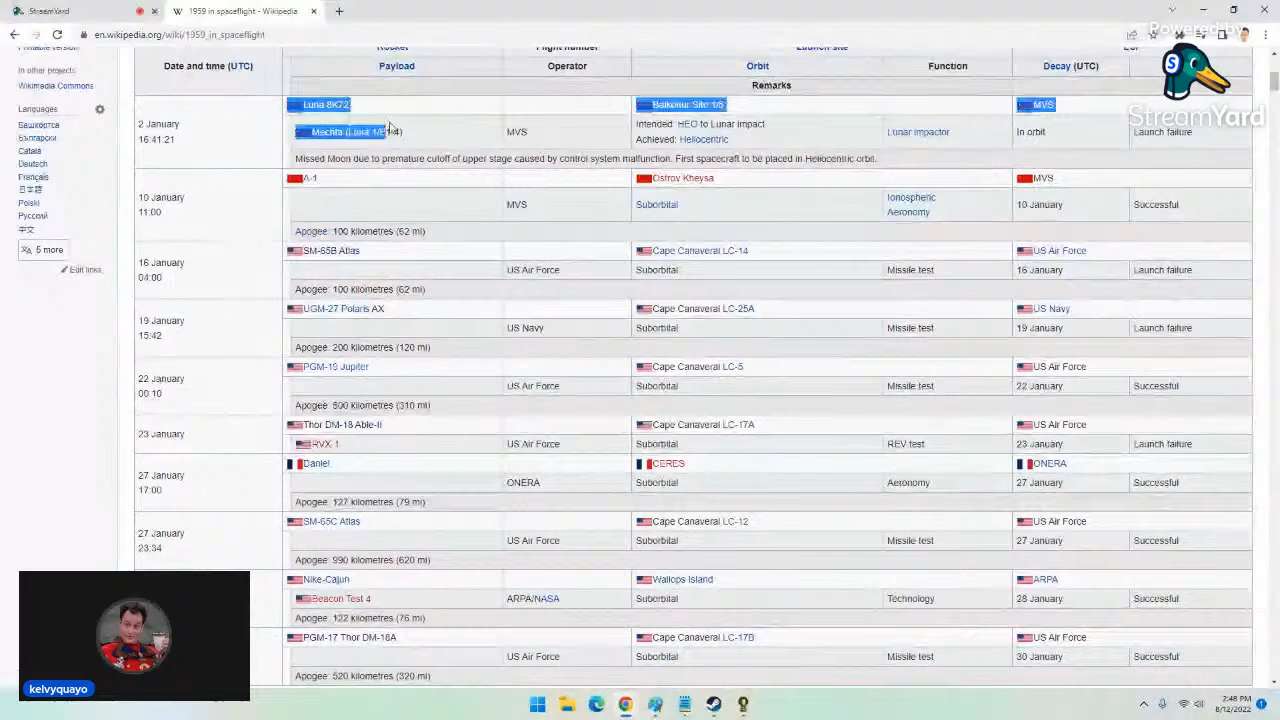 StreamYard
1959 in spaceflight - Wikipedia
en.wikipedia.org/wiki/1959_in_spaceflight
Powered by
StreamYard
In other projects
Wikimedia Commons
Languages
Башҡортса
Български
Català
Deutsch
Français
日本語
Polski
Русский
中文
5 more
Edit links
Rocket Flight number Launch site
Date and time (UTC) Payload Operator Orbit Function Decay (UTC)
Remarks
Luna 8K72 Baikonur Site 1/5 MVS
2 January
16:41:21
Mechta (Luna 1/E-1 №4) MVS
Intended: HEO to Lunar impact
Achieved: Heliocentric
Lunar impactor In orbit Launch failure
Missed Moon due to premature cutoff of upper stage caused by control system malfunction. First spacecraft to be placed in Heliocentric orbit.
A-1 Ostrov Kheysa MVS
10 January
11:00
MVS Suborbital
Ionospheric
Aeronomy
10 January Successful
Apogee: 100 kilometres (62 mi)
SM-65B Atlas Cape Canaveral LC-14 US Air Force
16 January
04:00
US Air Force Suborbital Missile test 16 January Launch failure
Apogee: 100 kilometres (62 mi)
UGM-27 Polaris AX Cape Canaveral LC-25A US Navy
19 January
15:42
US Navy Suborbital Missile test 19 January Launch failure
Apogee: 200 kilometres (120 mi)
PGM-19 Jupiter Cape Canaveral LC-5 US Air Force
22 January
00:10
US Air Force Suborbital Missile test 22 January Successful
Apogee: 500 kilometres (310 mi)
Thor DM-18 Able-II Cape Canaveral LC-17A US Air Force
23 January
RVX-1 US Air Force Suborbital REV test 23 January Launch failure
Daniel CERES ONERA
27 January
17:00
ONERA Suborbital Aeronomy 27 January Successful
Apogee: 127 kilometres (79 mi)
SM-65C Atlas Cape Canaveral LC-12 US Air Force
27 January
23:34
US Air Force Suborbital Missile test 27 January Successful
Apogee: 990 kilometres (620 mi)
Nike-Cajun Wallops Island ARPA
Beacon Test 4 ARPA/NASA Suborbital Technology 28 January Successful
Apogee: 122 kilometres (76 mi)
PGM-17 Thor DM-18A Cape Canaveral LC-17B US Air Force
US Air Force Suborbital Missile test 30 January Successful
Apogee: 520 kilometres (320 mi)
kelvyquayo
2:48 PM
8/12/2022